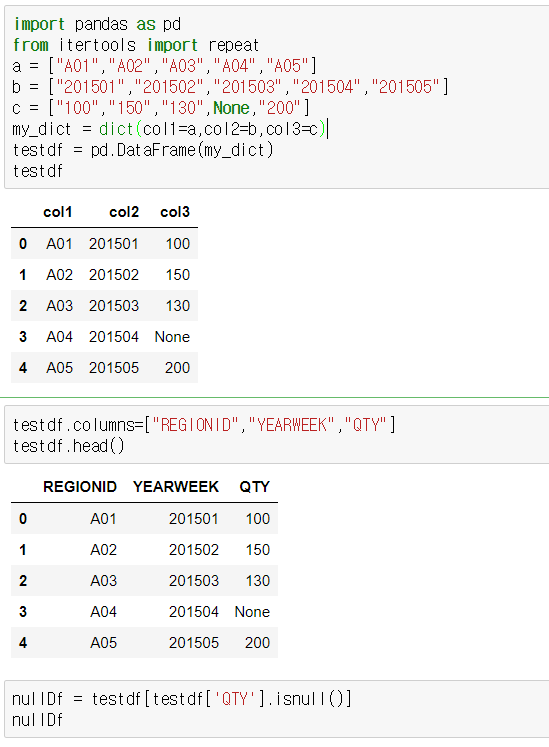 import pandas as pd
from itertools import repeat
a = ["A01","A02","A03","A04","A05"]
b = ["201501","201502","201503","201504","201505"]
c = ["100","150","130",None,"200"]
my_dict = dict(col1=a,col2=b,col3=c)
testdf = pd.DataFrame(my_dict)
testdf
col1 col2 col3
0 A01 201501 100
1 A02 201502 150
2 A03 201503 130
3 A04 201504 None
4 A05 201505 200
testdf.columns=["REGIONID","YEARWEEK","QTY"]
testdf.head()
REGIONID YEARWEEK QTY
0 A01 201501 100
1 A02 201502 150
2 A03 201503 130
3 A04 201504 None
4 A05 201505 200
nullDf = testdf[testdf['QTY'].isnull()]
nullDf